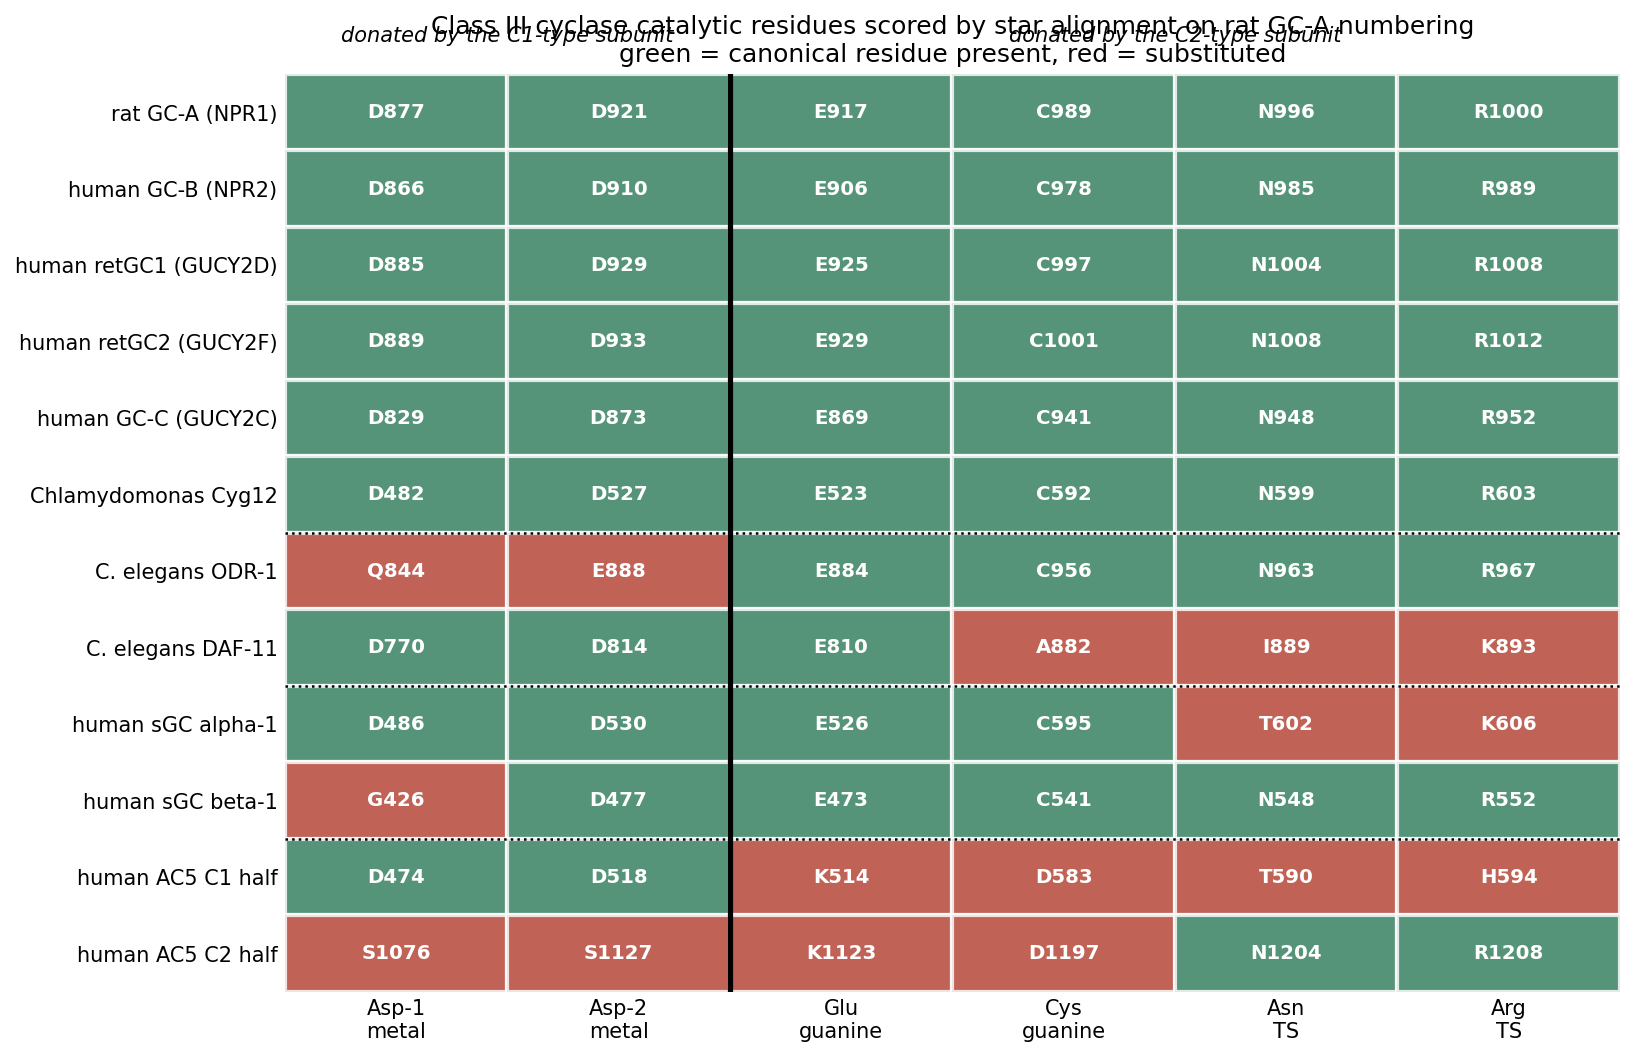 Class III cyclase catalytic residues scored by star alignment on rat GC-A numbering
donated by the C1-type subunit
donated by the C2-type subunit
green = canonical residue present, red = substituted
rat GC-A (NPR1) D877 D921 E917 C989 N996 R1000
human GC-B (NPR2) D866 D910 E906 C978 N985 R989
human retGC1 (GUCY2D) D885 D929 E925 C997 N1004 R1008
human retGC2 (GUCY2F) D889 D933 E929 C1001 N1008 R1012
human GC-C (GUCY2C) D829 D873 E869 C941 N948 R952
Chlamydomonas Cyg12 D482 D527 E523 C592 N599 R603
C. elegans ODR-1 Q844 E888 E884 C956 N963 R967
C. elegans DAF-11 D770 D814 E810 A882 I889 K893
human sGC alpha-1 D486 D530 E526 C595 T602 K606
human sGC beta-1 G426 D477 E473 C541 N548 R552
human AC5 C1 half D474 D518 K514 D583 T590 H594
human AC5 C2 half S1076 S1127 K1123 D1197 N1204 R1208
Asp-1 Asp-2 Glu Cys Asn Arg
metal metal guanine guanine TS TS